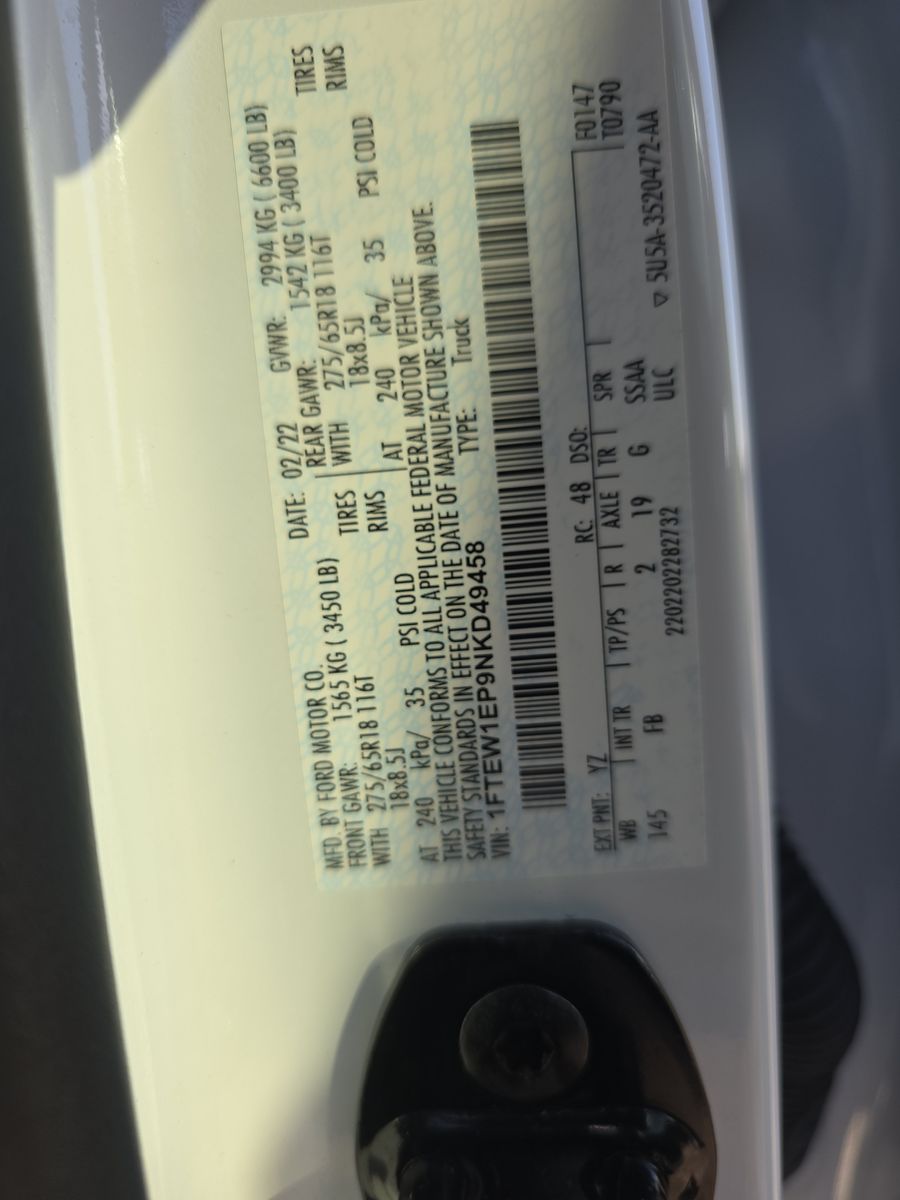 MFD. BY FORD MOTOR CO. DATE: 02/22 GVWR: 2994 KG ( 6600 LB)
FRONT GAWR: 1565 KG ( 3450 LB) REAR GAWR: 1542 KG ( 3400 LB)
WITH 275/65R18 116T TIRES WITH 275/65R18 116T TIRES
18x8.5J RIMS 18x8.5J RIMS
AT 240 kPa/ 35 PSI COLD AT 240 kPa/ 35 PSI COLD
THIS VEHICLE CONFORMS TO ALL APPLICABLE FEDERAL MOTOR VEHICLE
SAFETY STANDARDS IN EFFECT ON THE DATE OF MANUFACTURE SHOWN ABOVE.
VIN: 1FTEW1EP9NKD49458 TYPE: Truck
EXT PNT: YZ RC: 48 DSO: F0147
WB INT TR TP/PS R AXLE TR SPR T0790
145 FB 2 19 G SSAA
2202202282732 ULC ▽ 5U5A-3520472-AA